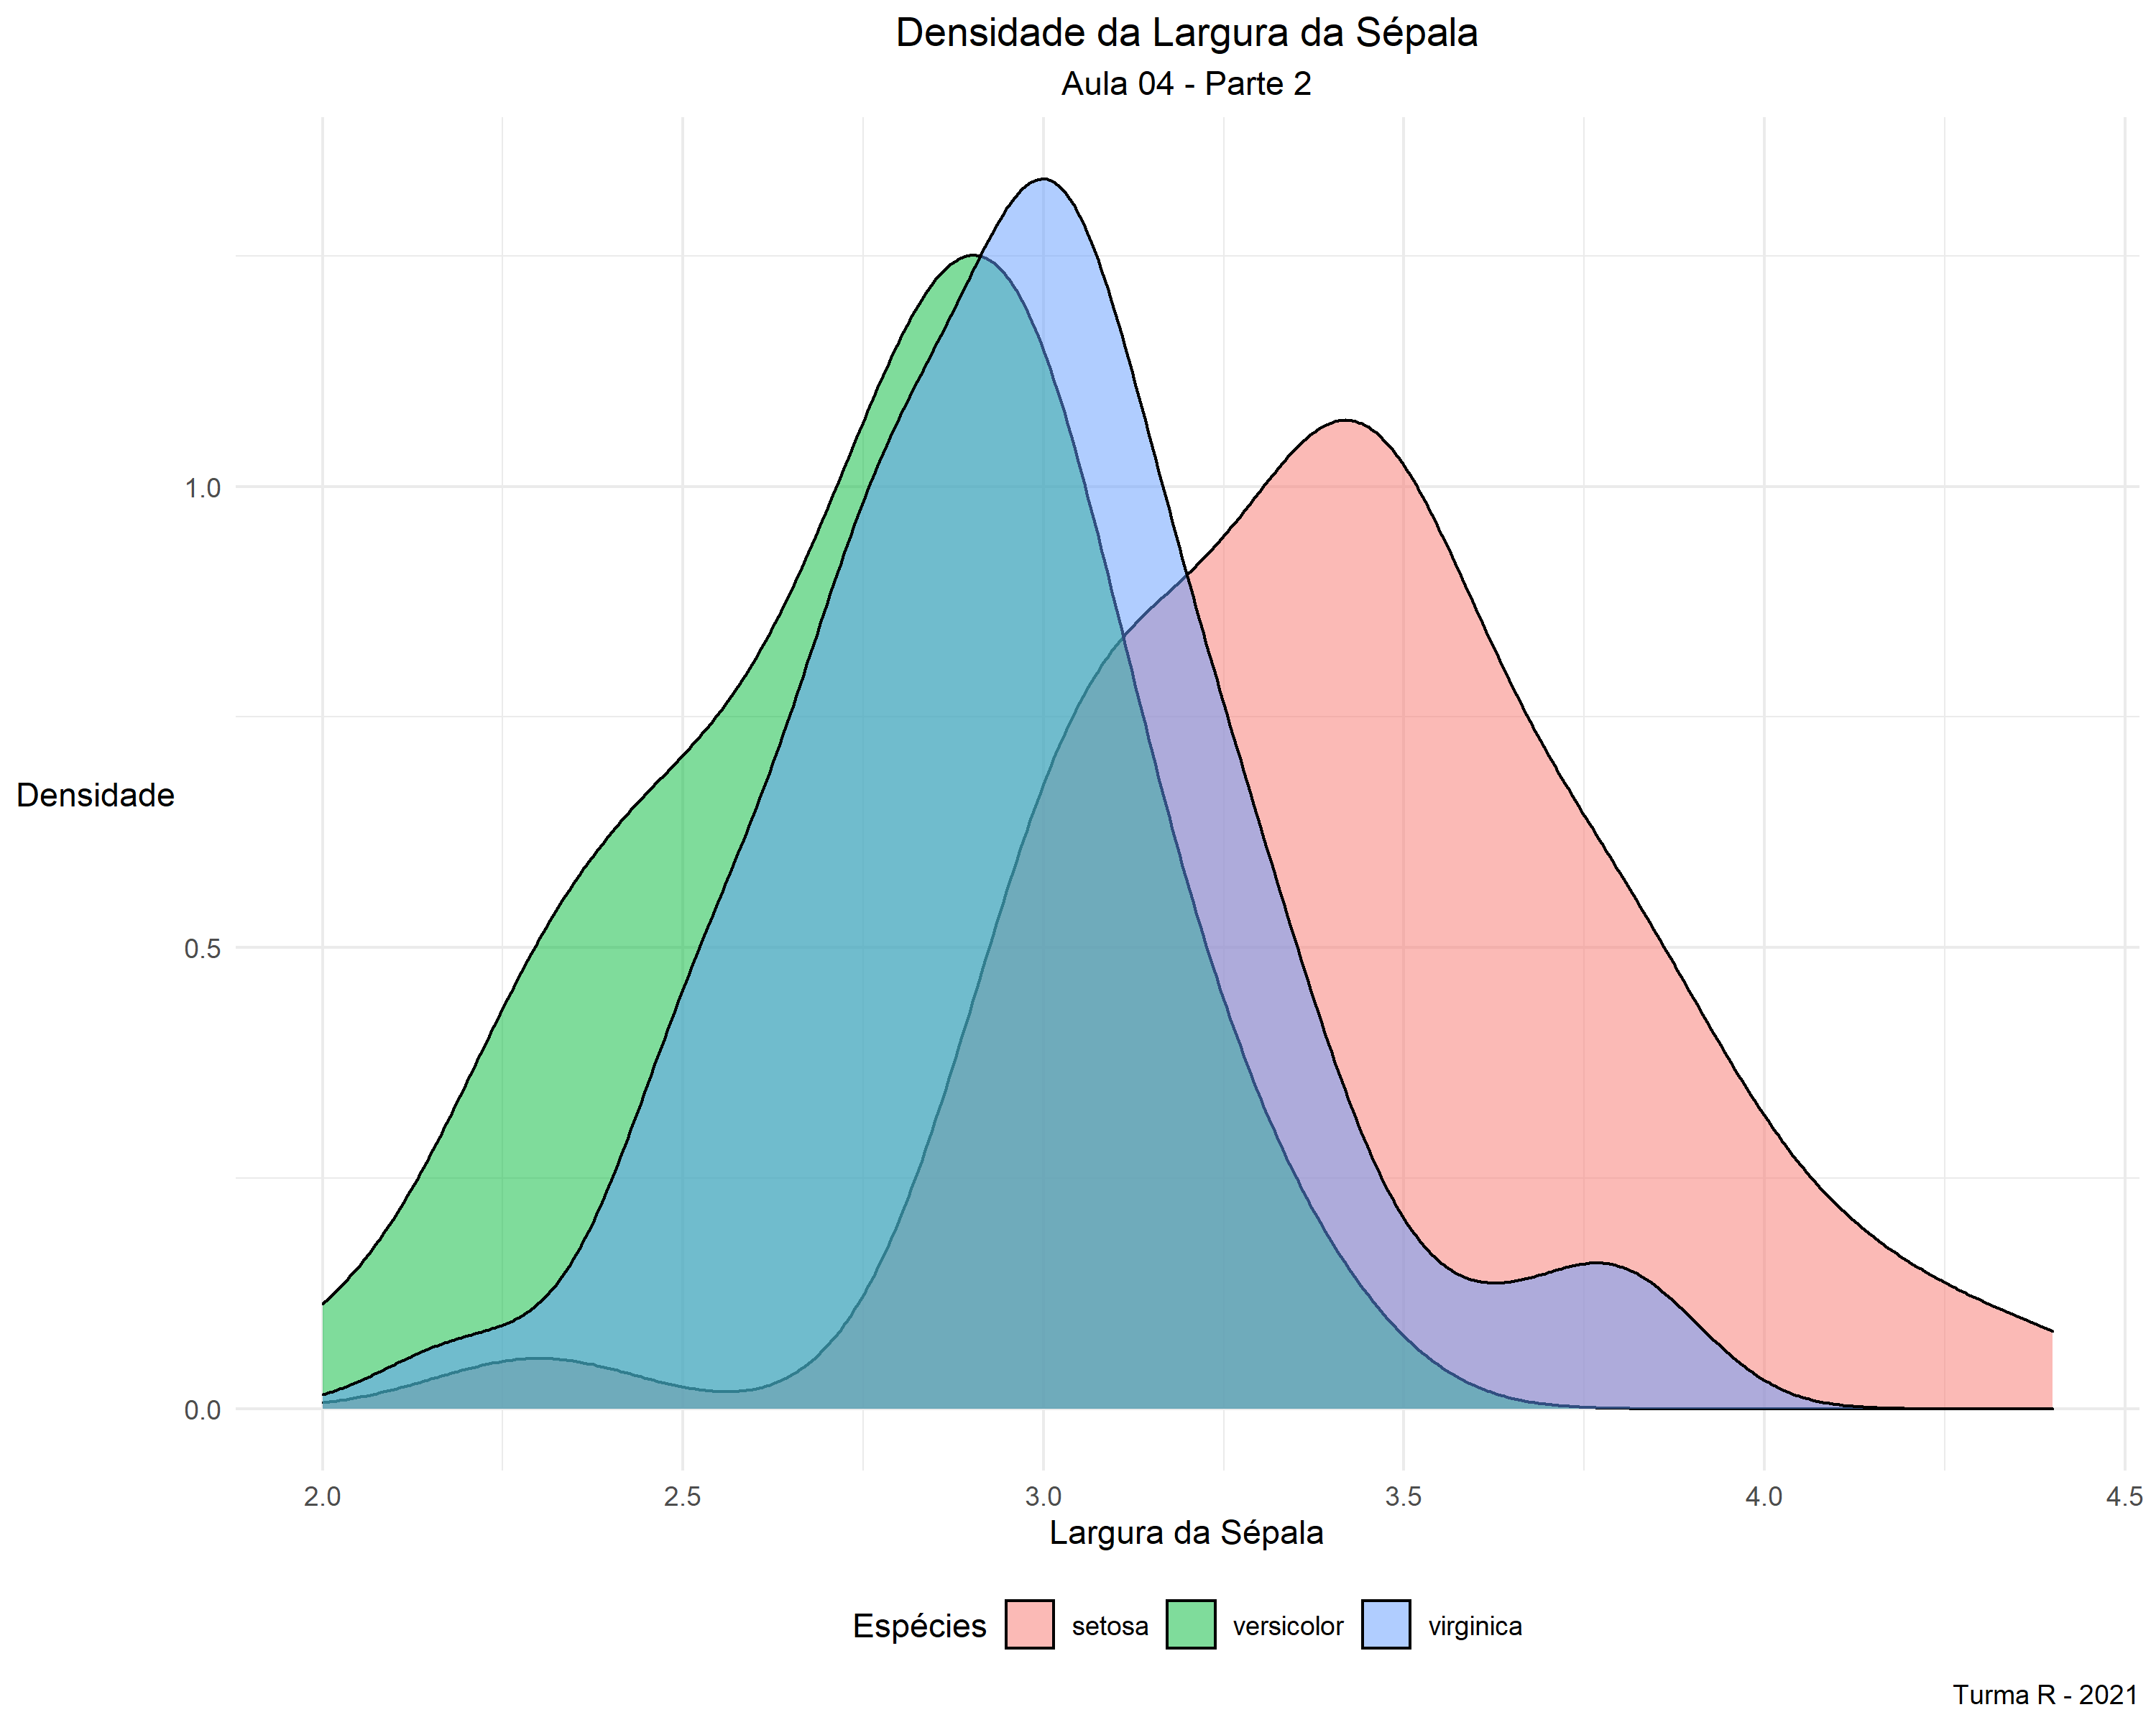 Densidade da Largura da Sépala
Aula 04 - Parte 2
Densidade
1.0
0.5
0.0
2.0 2.5 3.0 3.5 4.0 4.5
Largura da Sépala
Espécies setosa versicolor virginica
Turma R - 2021